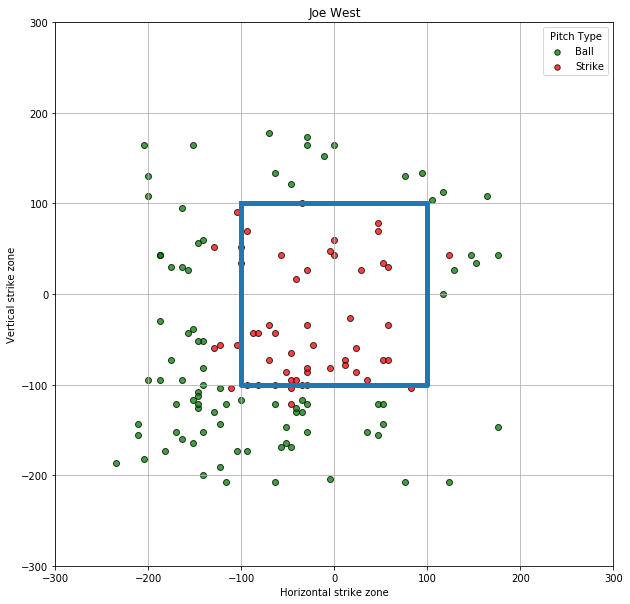 Joe West
Pitch Type
Ball
Strike
Vertical strike zone
300
200
100
0
−100
−200
−300
−300
−200
−100
0
100
200
300
Horizontal strike zone